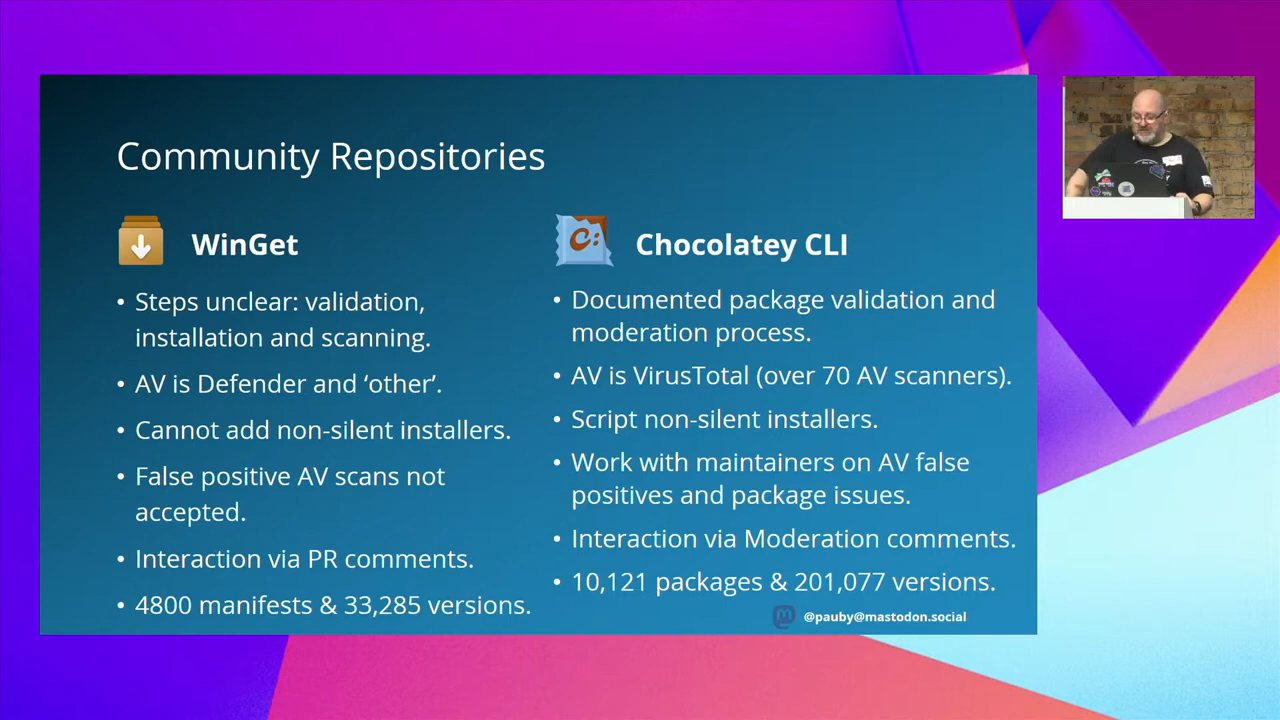 Community Repositories
WinGet
• Steps unclear: validation,
installation and scanning.
• AV is Defender and ‘other’.
• Cannot add non-silent installers.
• False positive AV scans not
accepted.
• Interaction via PR comments.
• 4800 manifests & 33,285 versions.
C:
Chocolatey CLI
• Documented package validation and
moderation process.
• AV is VirusTotal (over 70 AV scanners).
• Script non-silent installers.
• Work with maintainers on AV false
positives and package issues.
• Interaction via Moderation comments.
• 10,121 packages & 201,077 versions.
@pauby@mastodon.social